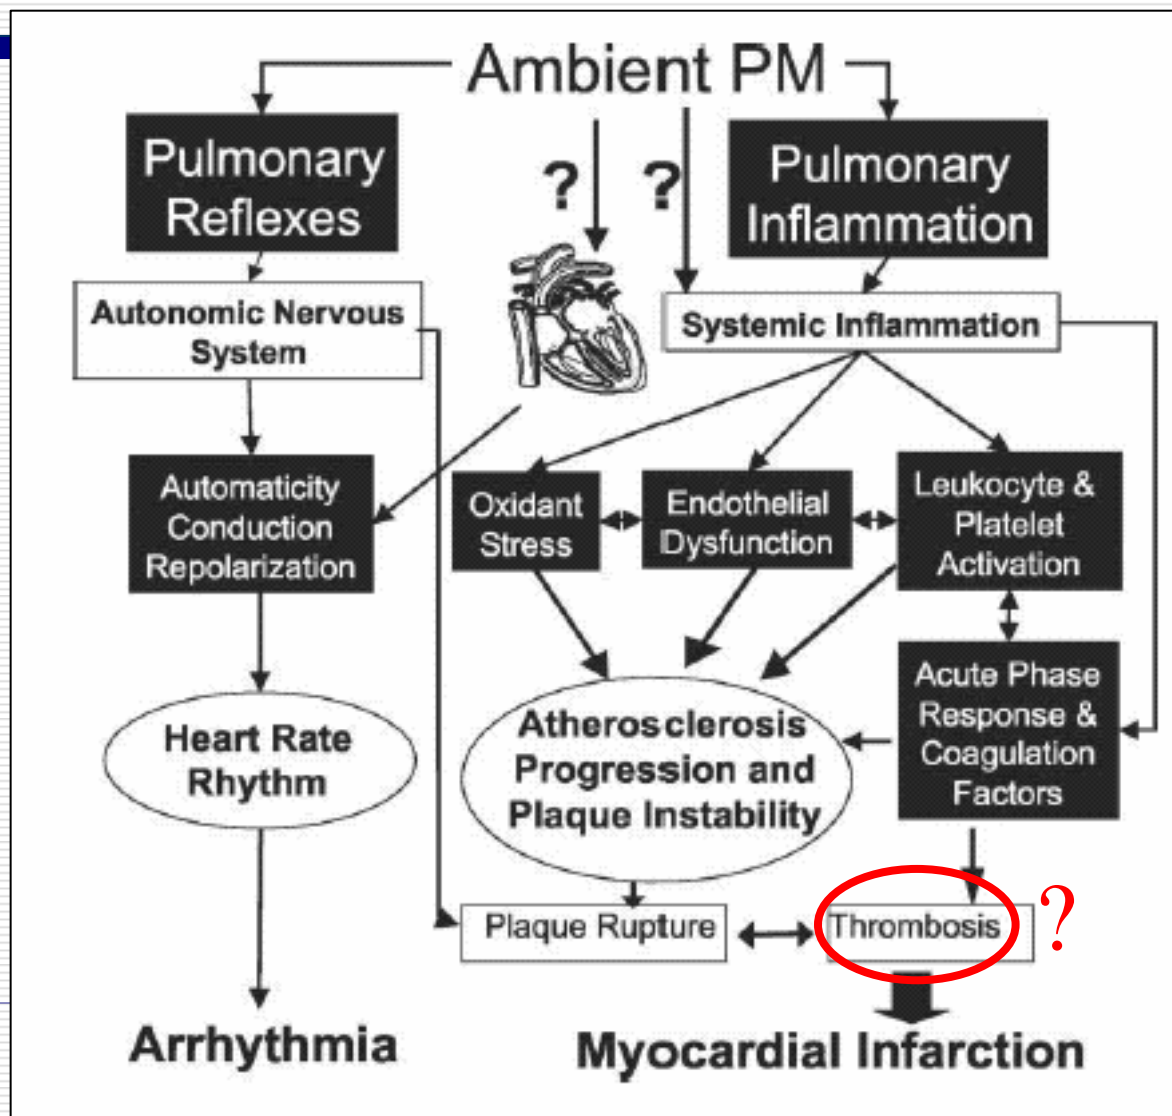 Ambient PM
Pulmonary
Reflexes
?
?
Pulmonary
Inflammation
Autonomic Nervous
System
Systemic Inflammation
Automaticity
Conduction
Repolarization
Oxidant
Stress
Endothelial
Dysfunction
Leukocyte &
Platelet
Activation
Heart Rate
Rhythm
Atherosclerosis
Progression and
Plaque Instability
Acute Phase
Response &
Coagulation
Factors
Plaque Rupture
Thrombosis
?
Arrhythmia
Myocardial Infarction